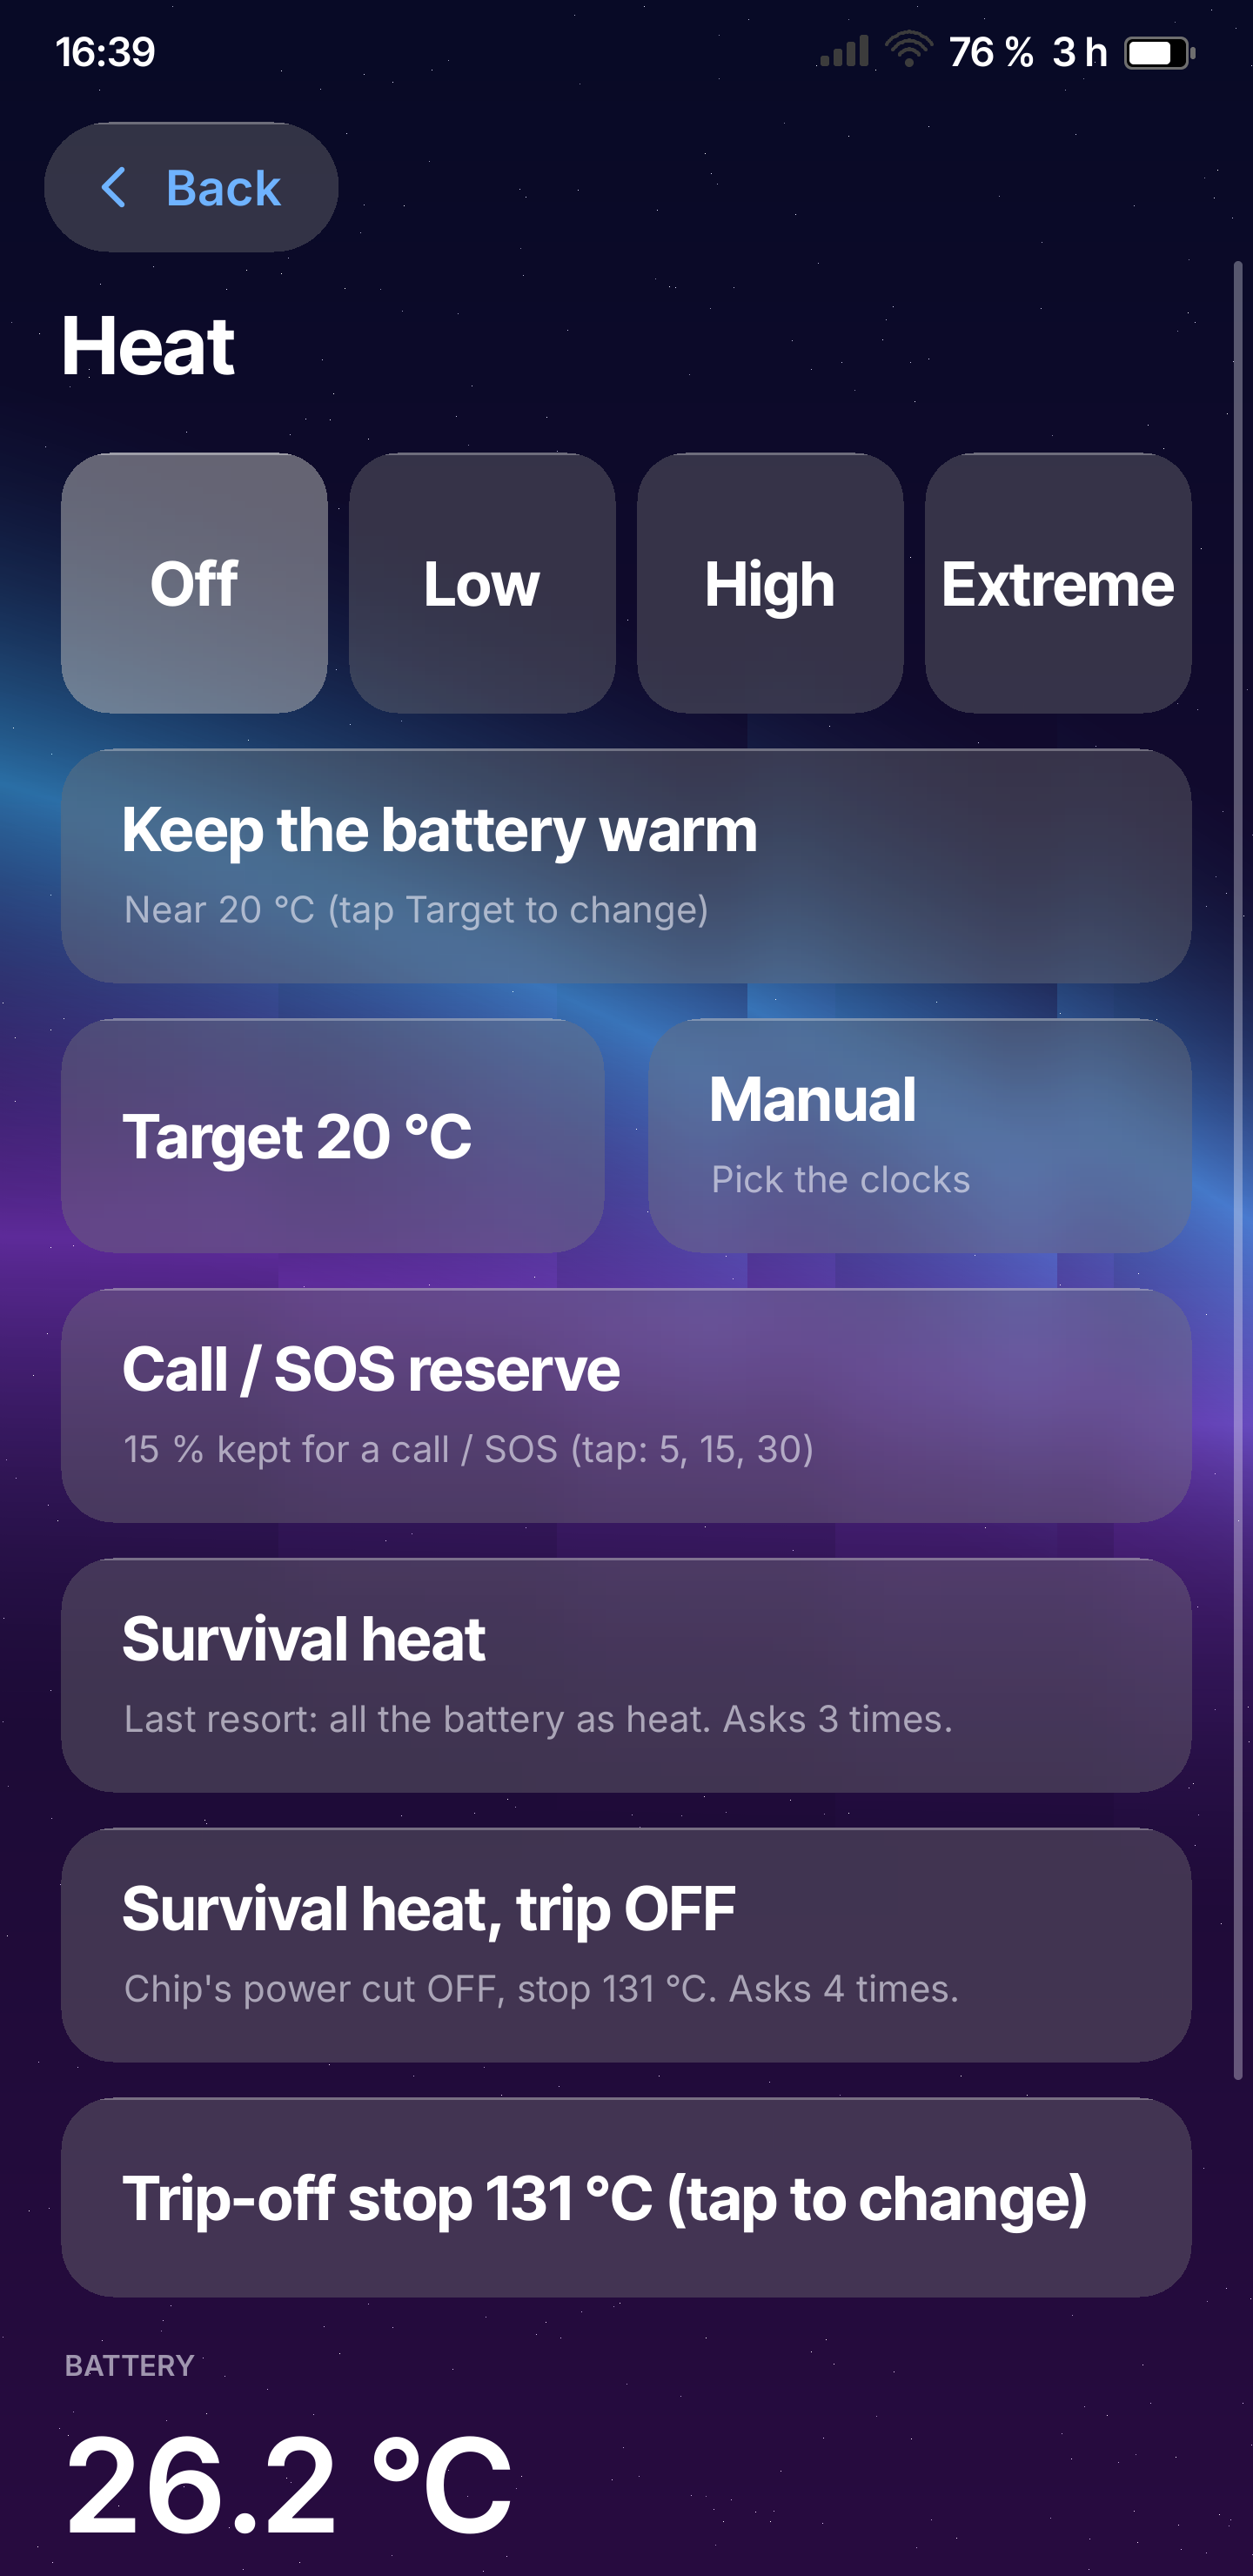 16:39
76 % 3 h
Back
Heat
Off
Low
High
Extreme
Keep the battery warm
Near 20 °C (tap Target to change)
Target 20 °C
Manual
Pick the clocks
Call / SOS reserve
15 % kept for a call / SOS (tap: 5, 15, 30)
Survival heat
Last resort: all the battery as heat. Asks 3 times.
Survival heat, trip OFF
Chip's power cut OFF, stop 131 °C. Asks 4 times.
Trip-off stop 131 °C (tap to change)
BATTERY
26.2 °C